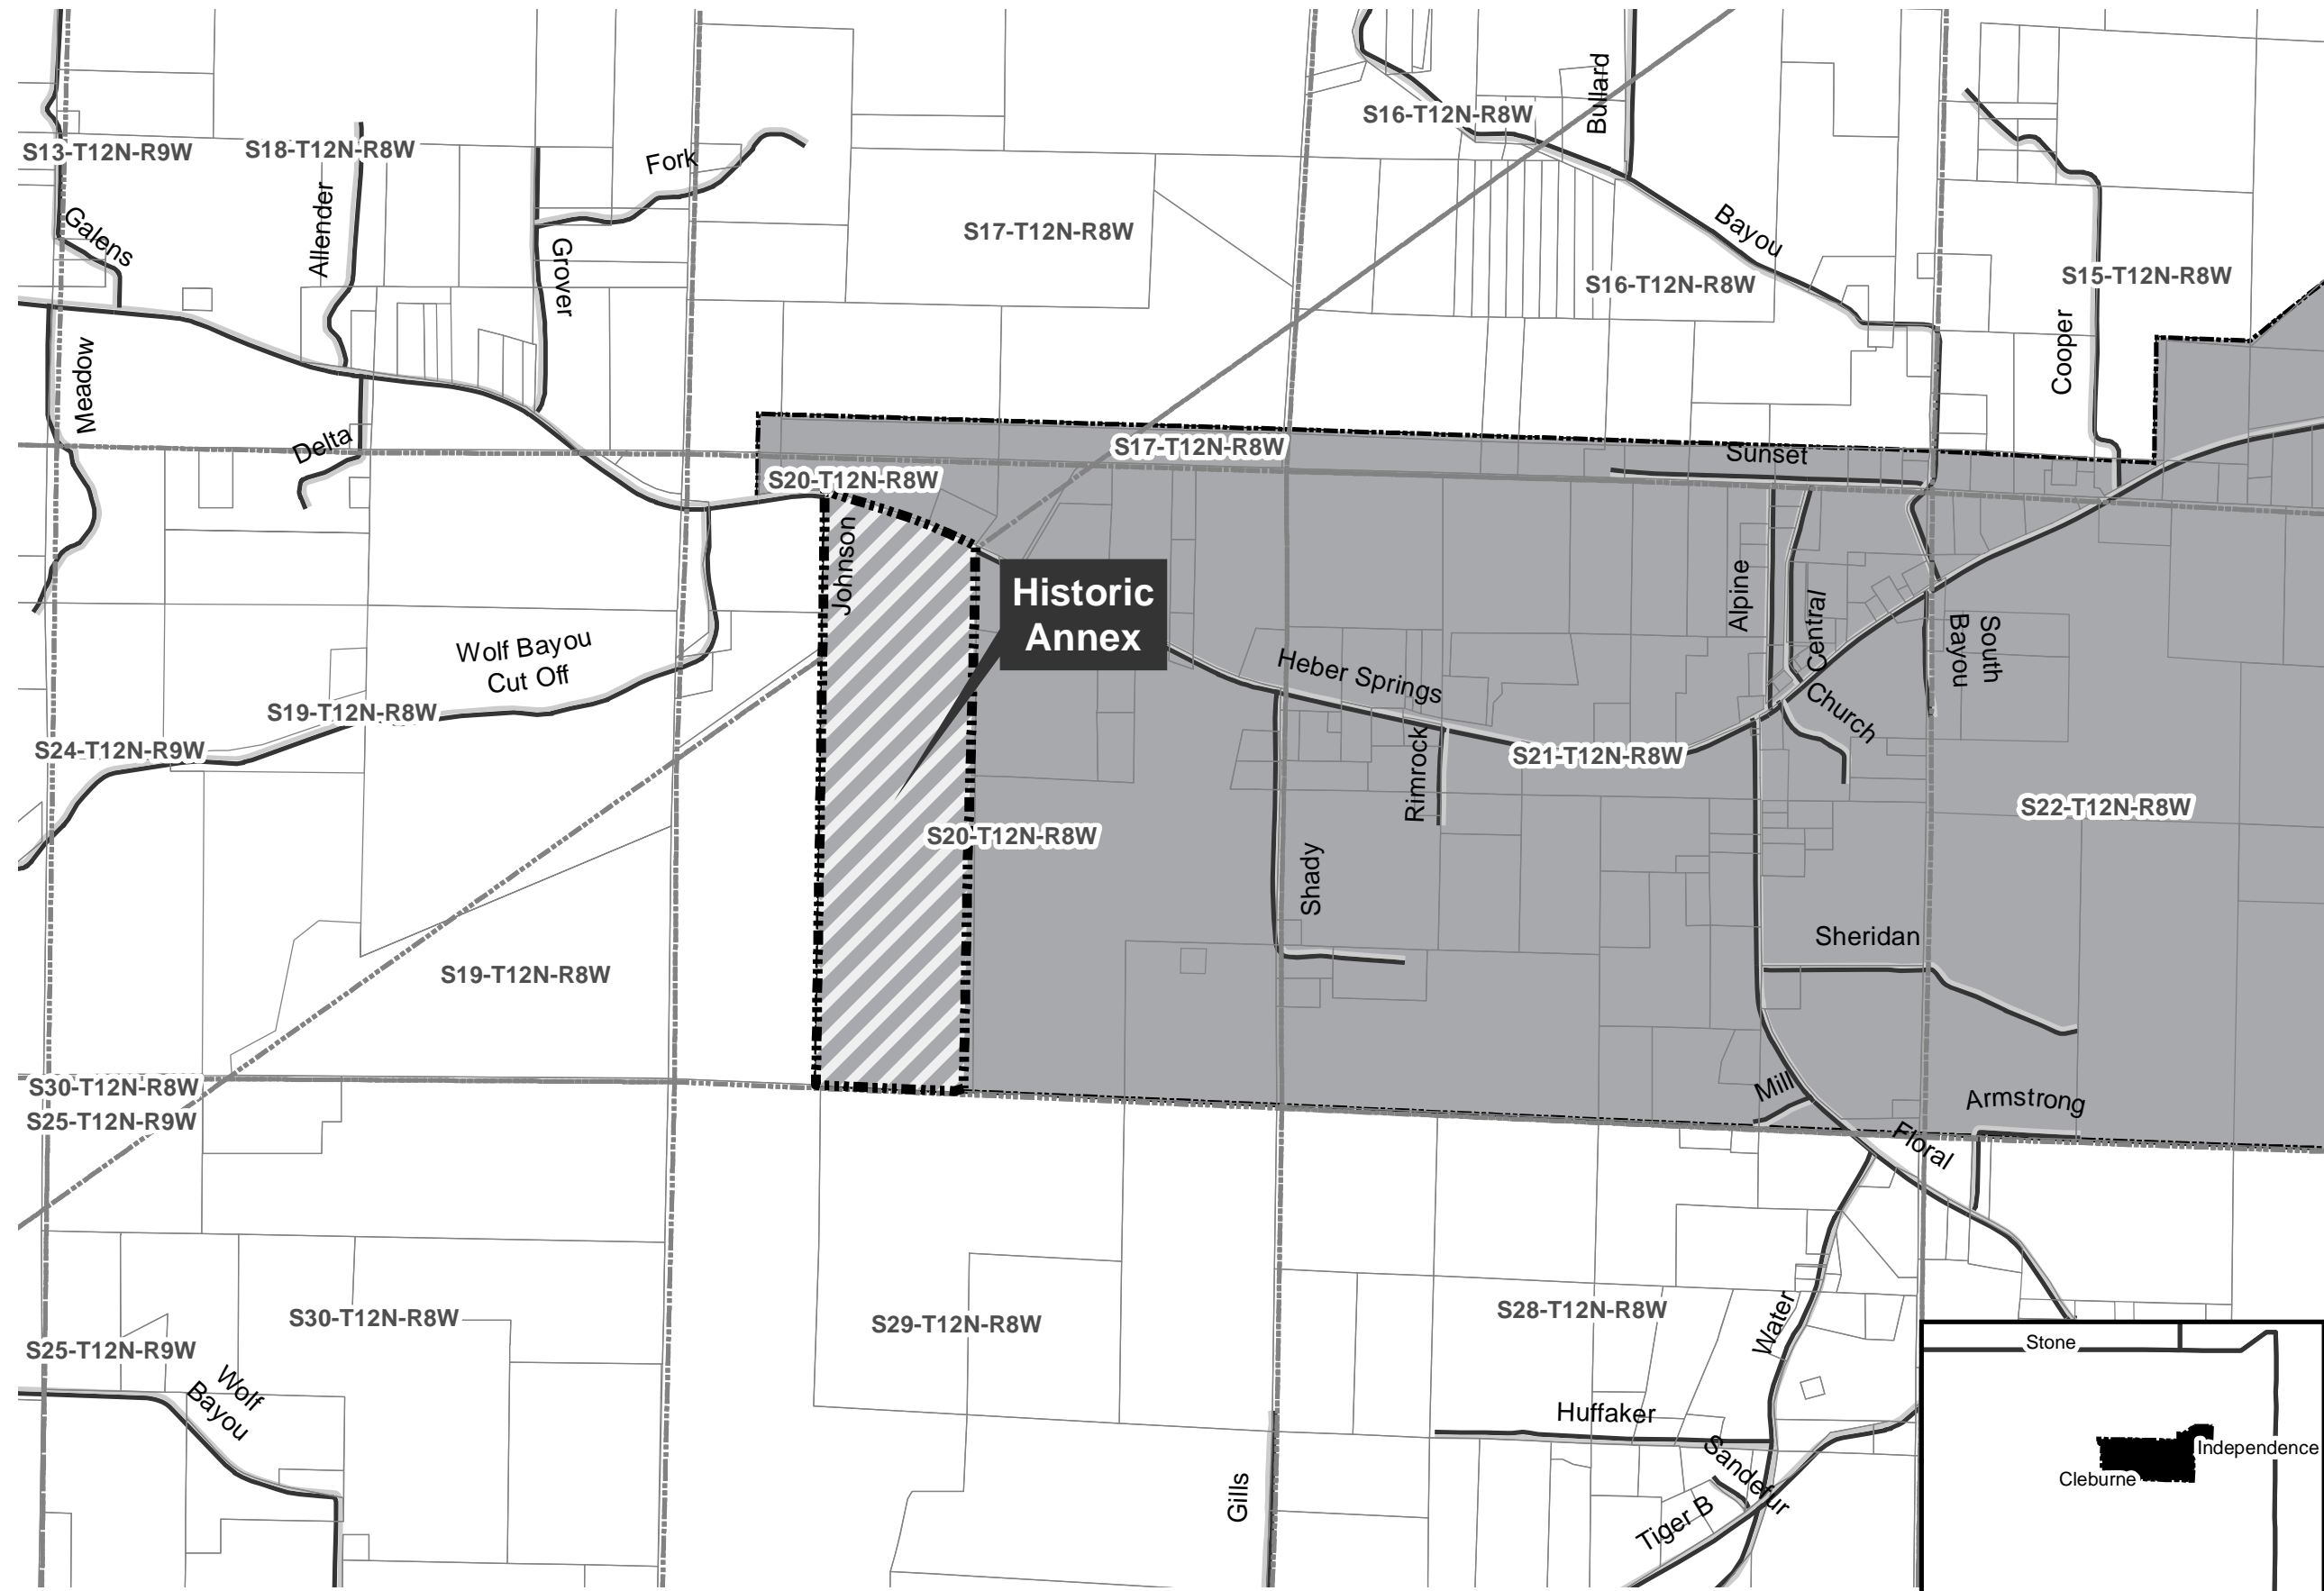 S16-T12N-R8W
Bullard
S13-T12N-R9W
S18-T12N-R8W
Fork
Galens
Allender
Grover
S17-T12N-R8W
Bayou
S16-T12N-R8W
S15-T12N-R8W
Cooper
Meadow
Delta
S17-T12N-R8W
Sunset
S20-T12N-R8W
Johnson
Historic
Annex
Alpine
Central
South
Bayou
Wolf Bayou
Cut Off
Heber Springs
Church
S19-T12N-R8W
S24-T12N-R9W
Rimrock
S21-T12N-R8W
S22-T12N-R8W
S20-T12N-R8W
Shady
Sheridan
S19-T12N-R8W
S30-T12N-R8W
S25-T12N-R9W
Mill
Armstrong
Floral
S30-T12N-R8W
S29-T12N-R8W
S28-T12N-R8W
Water
S25-T12N-R9W
Wolf
Bayou
Huffaker
Sandefur
Gills
Tiger B
Stone
Independence
Cleburne